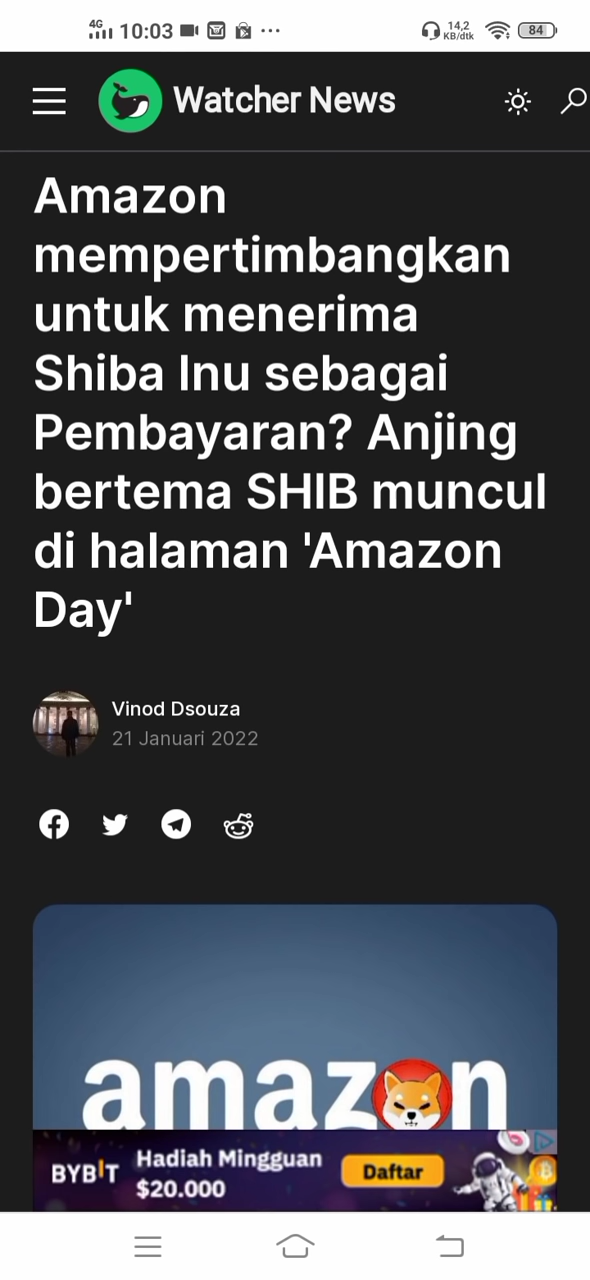 4G 10:03 ... 14,2 KB/dtk 84
Watcher News
Amazon
mempertimbangkan
untuk menerima
Shiba Inu sebagai
Pembayaran? Anjing
bertema SHIB muncul
di halaman 'Amazon
Day'
Vinod Dsouza
21 Januari 2022
amazon
BYBIT Hadiah Mingguan $20.000 Daftar